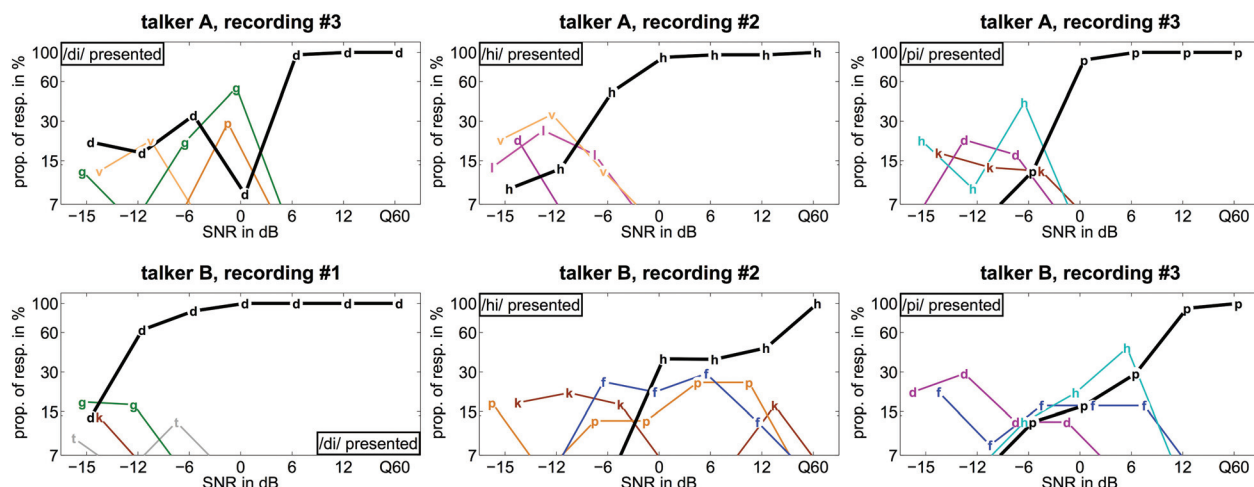 talker A, recording #3
/di/ presented
prop. of resp. in %
100
60
30
15
7
d d d d d d d d
g g g g
v v
p
−15 −12 −6 0 6 12 Q60
SNR in dB
talker A, recording #2
/hi/ presented
prop. of resp. in %
100
60
30
15
7
h h h h h h h
v v v
l l l
d
−15 −12 −6 0 6 12 Q60
SNR in dB
talker A, recording #3
/pi/ presented
prop. of resp. in %
100
60
30
15
7
p p p p p
h h h
d d
k k k
−15 −12 −6 0 6 12 Q60
SNR in dB
talker B, recording #1
/di/ presented
prop. of resp. in %
100
60
30
15
7
d d d d d d d
g g
k
t t
−15 −12 −6 0 6 12 Q60
SNR in dB
talker B, recording #2
/hi/ presented
prop. of resp. in %
100
60
30
15
7
h h h h
f f f f
p p p p p
k k k k
−15 −12 −6 0 6 12 Q60
SNR in dB
talker B, recording #3
/pi/ presented
prop. of resp. in %
100
60
30
15
7
p p p p p
h h h
d d d d
f f f f f
−15 −12 −6 0 6 12 Q60
SNR in dB